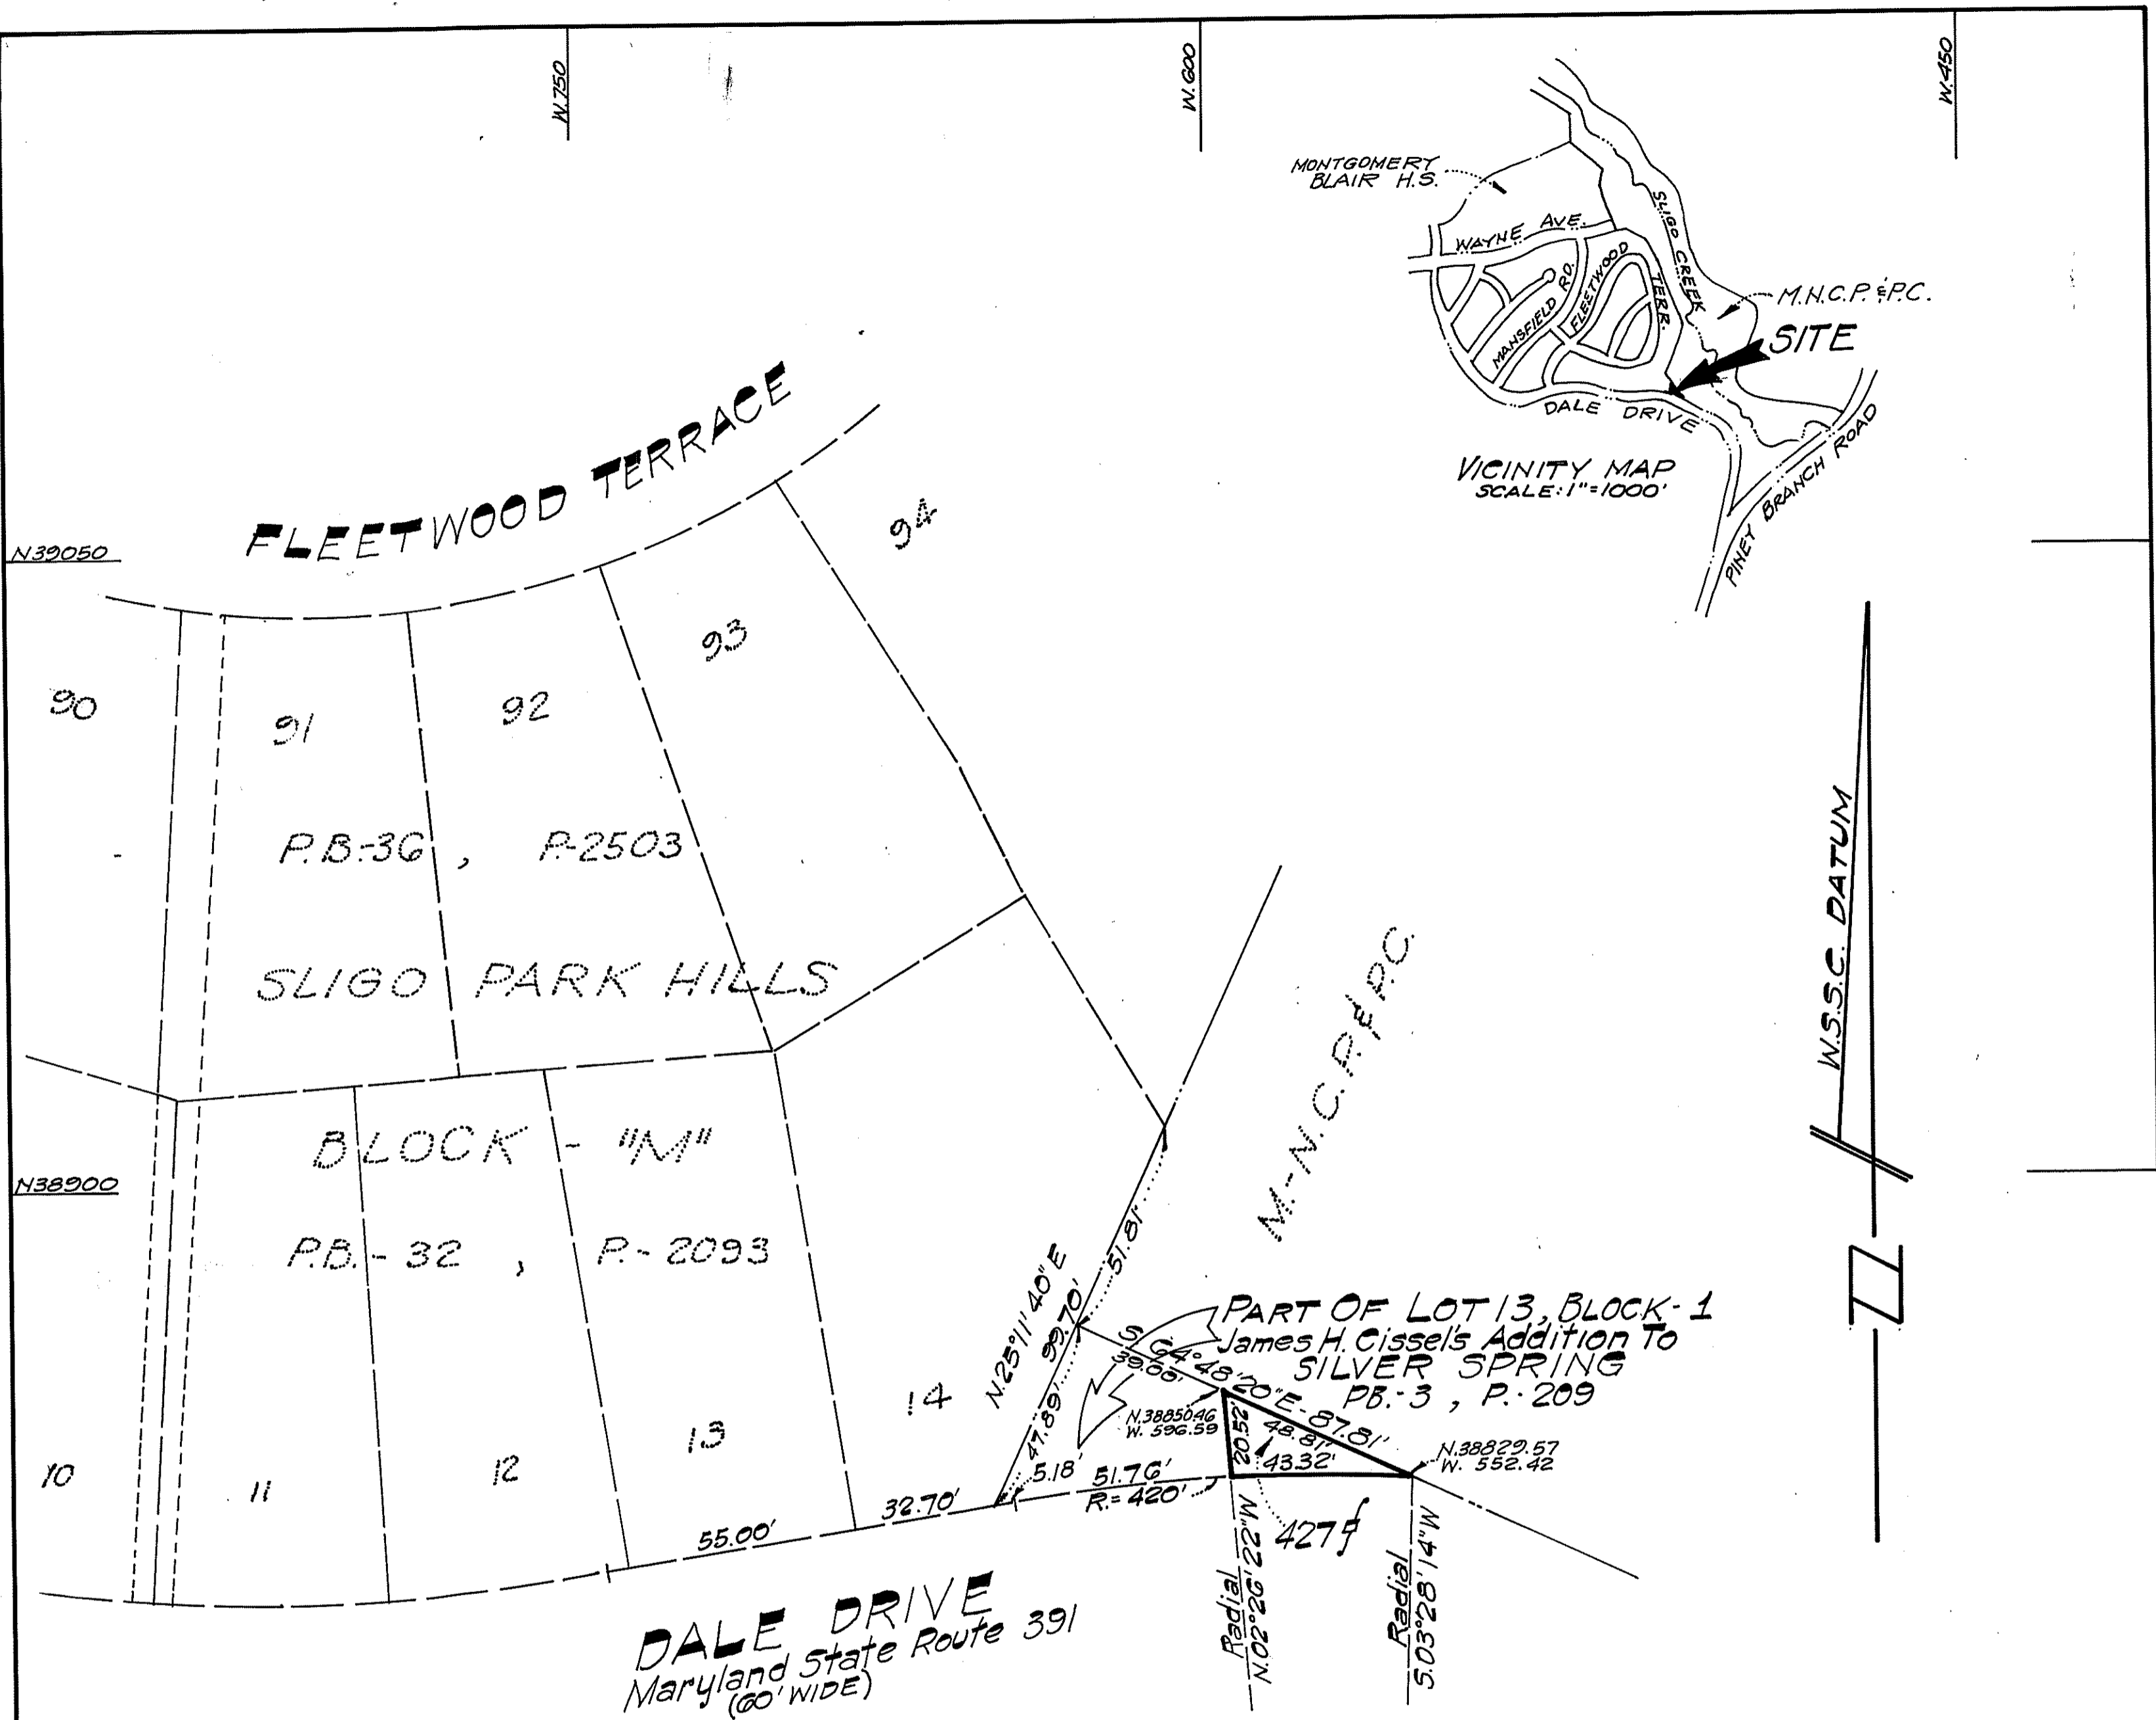 W.750
W.600
W.450
MONTGOMERY
BLAIR H.S.
WAYNE AVE.
MANSFIELD RD.
FLEETWOOD
TERR.
SLIGO CREEK
M.N.C.P. & P.C.
SITE
DALE DRIVE
PINEY BRANCH ROAD
VICINITY MAP
SCALE: 1"=1000'
FLEETWOOD TERRACE
N39050
90
91
92
93
94
P.B.-36, P-2503
SLIGO PARK HILLS
BLOCK - "M"
N38900
P.B.- 32, P.- 2093
10
11
12
13
14
W.S.S.C. DATUM
N
M.-N.C.P. & P.C.
51.81'
N.25°11'40"E
99.70'
47.89'
PART OF LOT 13, BLOCK-1
James H. Cissel's Addition To
SILVER SPRING
PB.-3, P.-209
S 64°48'20"E-87.81'
39.00'
48.81'
N.38850.46
W. 596.59
20.52'
43.32'
N.38829.57
W. 552.42
5.18'
51.76'
R.=420'
32.70'
55.00'
427
Radial
N.02°26'22"W
Radial
S.03°28'14"W
DALE DRIVE
Maryland State Route 391
(60' WIDE)